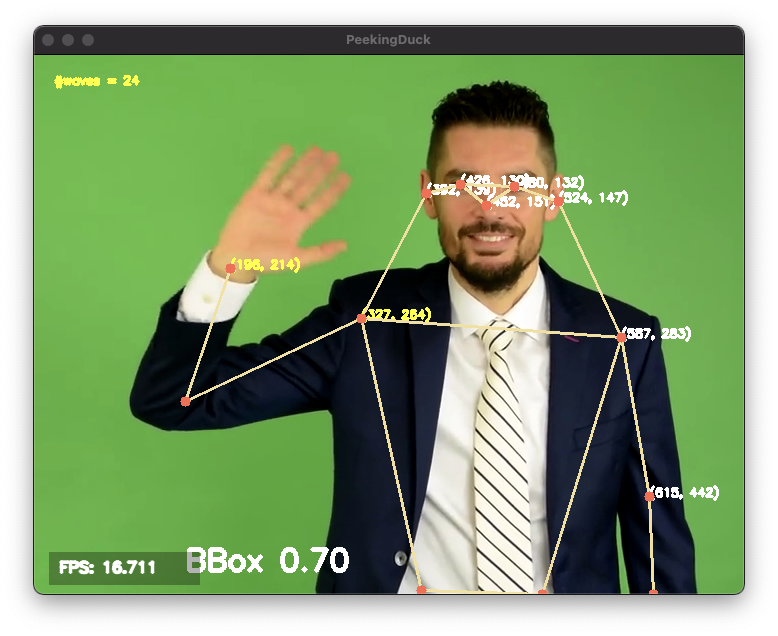 PeekingDuck
#waves = 24
(392, 139)
(426, 130)
(460, 132)
(452, 151)
(524, 147)
(196, 214)
(327, 264)
(587, 283)
(615, 442)
BBox 0.70
FPS: 16.711